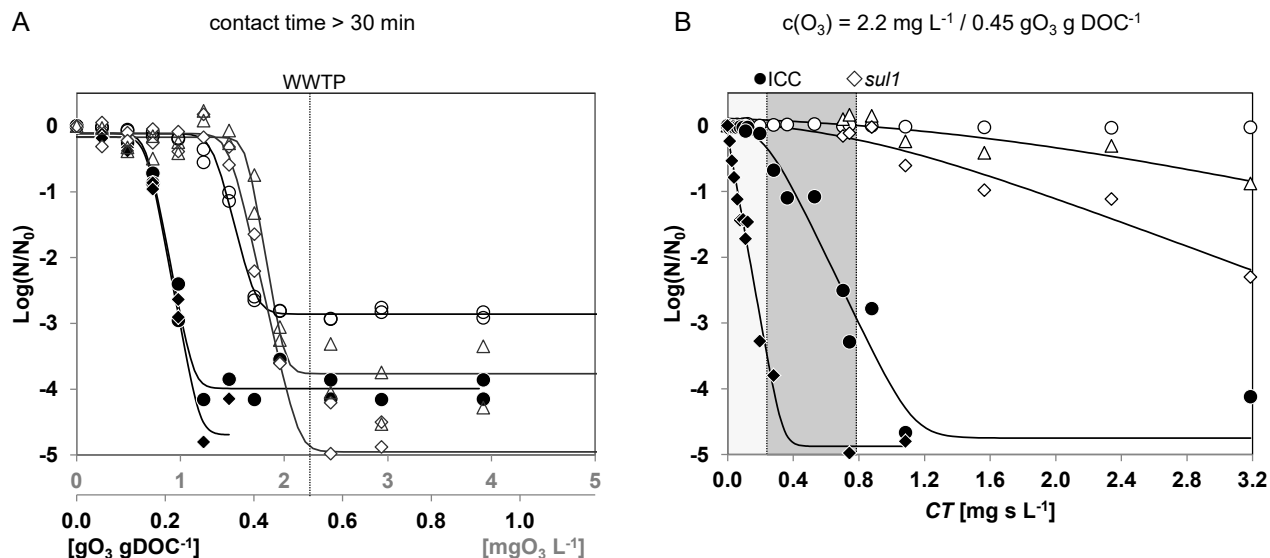 A
contact time > 30 min
WWTP
Log(N/N₀)
0
-1
-2
-3
-4
-5
0 1 2 3 4 5
0.0 0.2 0.4 0.6 0.8 1.0
[gO₃ gDOC⁻¹] [mgO₃ L⁻¹]
B
c(O₃) = 2.2 mg L⁻¹ / 0.45 gO₃ g DOC⁻¹
ICC sul1
Log(N/N₀)
0
-1
-2
-3
-4
-5
0.0 0.4 0.8 1.2 1.6 2.0 2.4 2.8 3.2
CT [mg s L⁻¹]